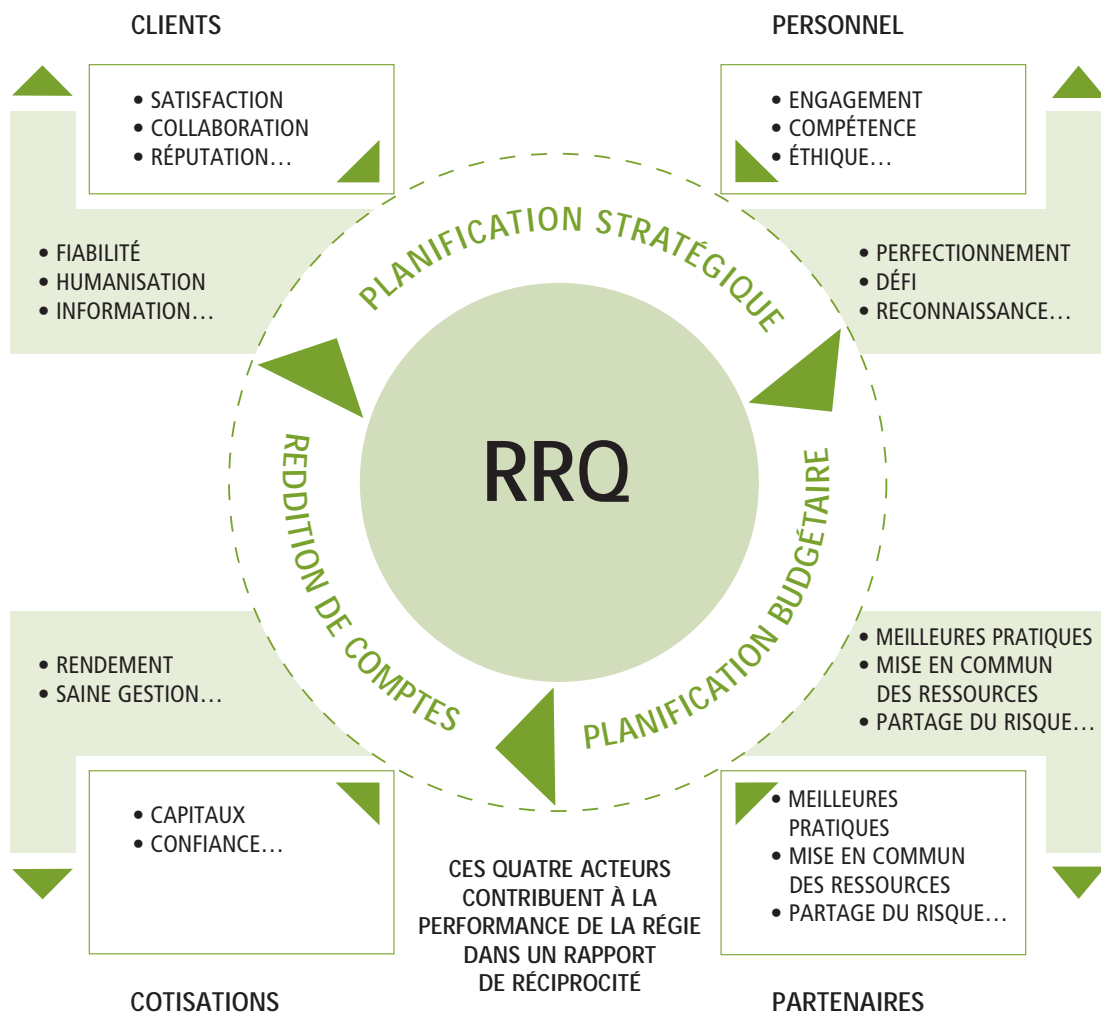 CLIENTS
• SATISFACTION
• COLLABORATION
• RÉPUTATION…
• FIABILITÉ
• HUMANISATION
• INFORMATION…
PERSONNEL
• ENGAGEMENT
• COMPÉTENCE
• ÉTHIQUE…
• PERFECTIONNEMENT
• DÉFI
• RECONNAISSANCE…
PLANIFICATION STRATÉGIQUE
RRQ
PLANIFICATION BUDGÉTAIRE
REDDITION DE COMPTES
• RENDEMENT
• SAINE GESTION…
• CAPITAUX
• CONFIANCE…
COTISATIONS
CES QUATRE ACTEURS
CONTRIBUENT À LA
PERFORMANCE DE LA RÉGIE
DANS UN RAPPORT
DE RÉCIPROCITÉ
• MEILLEURES PRATIQUES
• MISE EN COMMUN
DES RESSOURCES
• PARTAGE DU RISQUE…
• MEILLEURES
PRATIQUES
• MISE EN COMMUN
DES RESSOURCES
• PARTAGE DU RISQUE…
PARTENAIRES